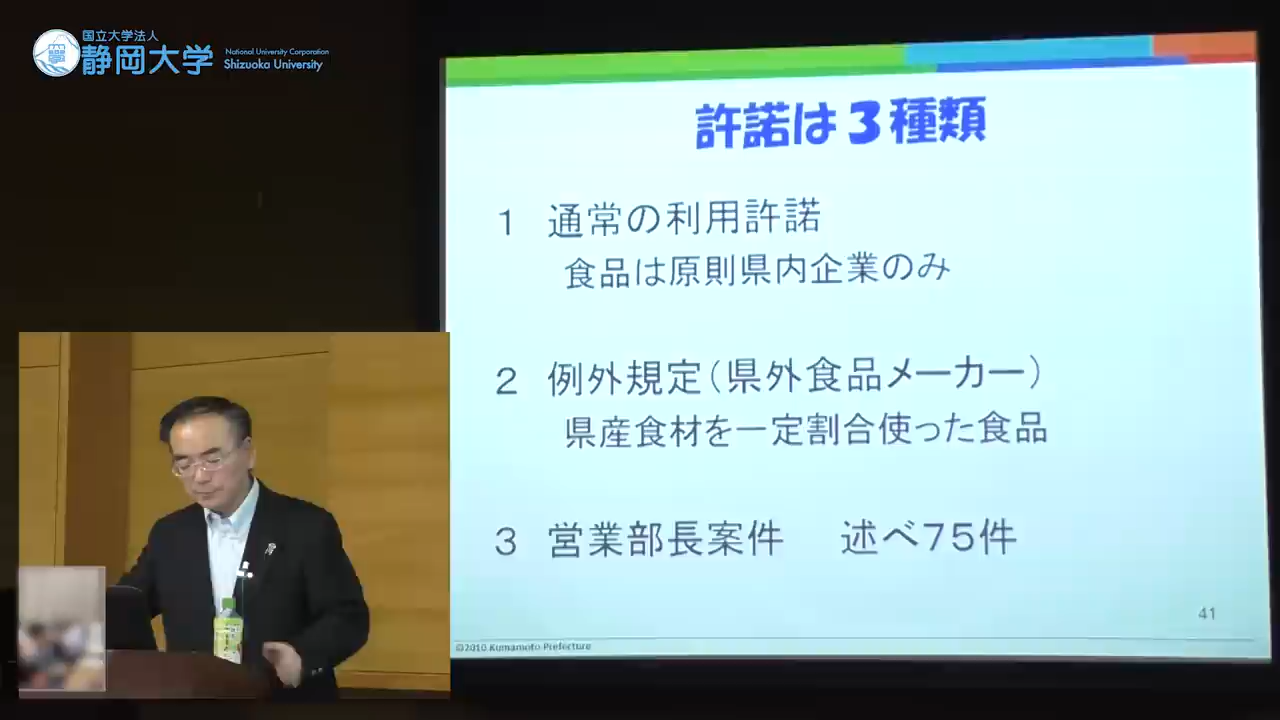 国立大学法人
静岡大学
National University Corporation
Shizuoka University
許諾は3種類
1 通常の利用許諾
食品は原則県内企業のみ
2 例外規定(県外食品メーカー)
県産食材を一定割合使った食品
3 営業部長案件 述べ75件
41
©2010 Kumamoto Prefecture